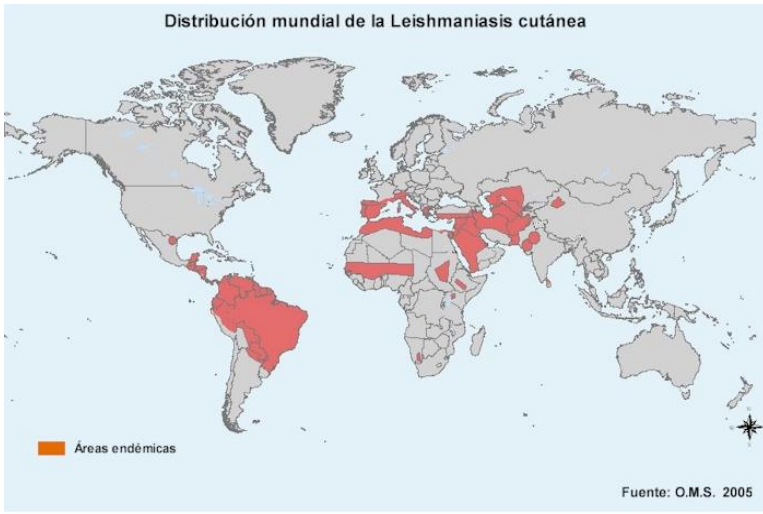 Distribución mundial de la Leishmaniasis cutánea
Áreas endémicas
Fuente: O.M.S. 2005